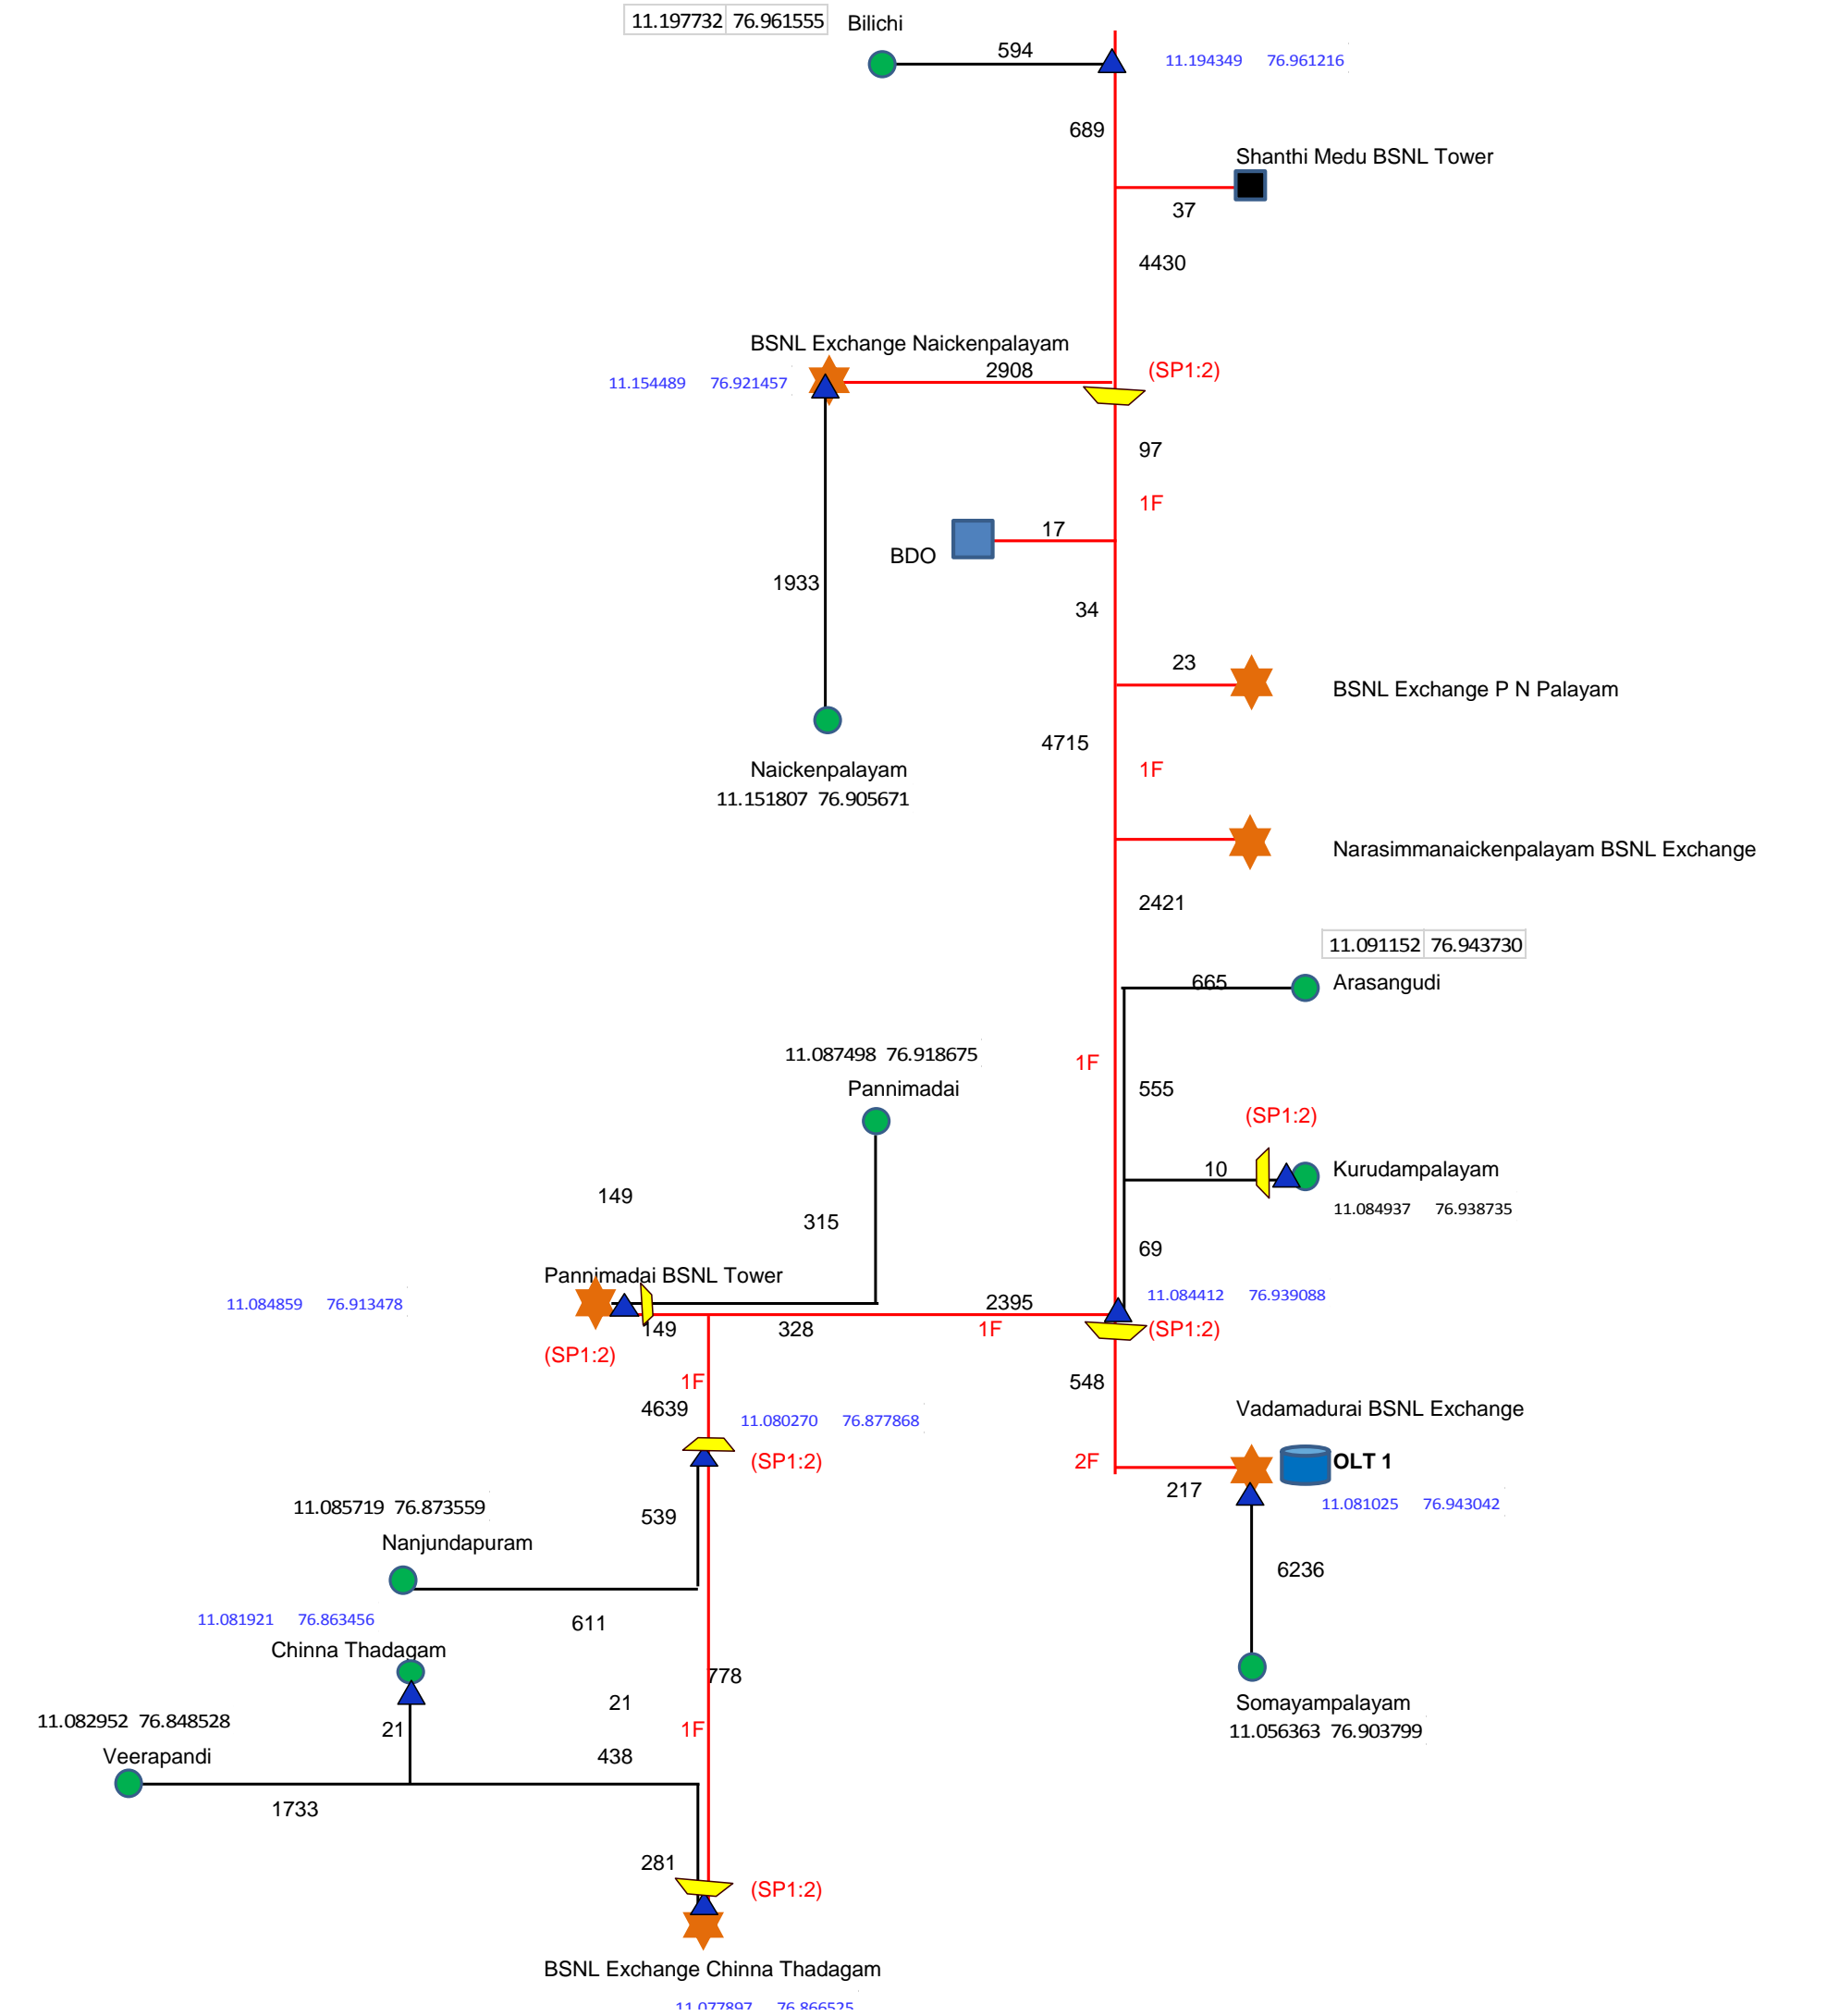 11.197732 76.961555 Bilichi
594
11.194349 76.961216
689
Shanthi Medu BSNL Tower
37
4430
BSNL Exchange Naickenpalayam
2908
(SP1:2)
11.154489 76.921457
97
1F
17
BDO
1933
34
23
BSNL Exchange P N Palayam
4715
1F
Naickenpalayam
11.151807 76.905671
Narasimmanaickenpalayam BSNL Exchange
2421
11.091152 76.943730
665
Arasangudi
11.087498 76.918675
Pannimadai
1F
555
(SP1:2)
10
Kurudampalayam
11.084937 76.938735
149
315
69
Pannimadai BSNL Tower
11.084859 76.913478
2395
11.084412 76.939088
149
328
1F
(SP1:2)
(SP1:2)
1F
548
4639
11.080270 76.877868
Vadamadurai BSNL Exchange
(SP1:2)
2F
OLT 1
217
11.081025 76.943042
11.085719 76.873559
539
Nanjundapuram
6236
11.081921 76.863456
611
Chinna Thadagam
778
21
Somayampalayam
11.056363 76.903799
11.082952 76.848528
21
1F
Veerapandi
438
1733
281
(SP1:2)
BSNL Exchange Chinna Thadagam
11.077897 76.866525